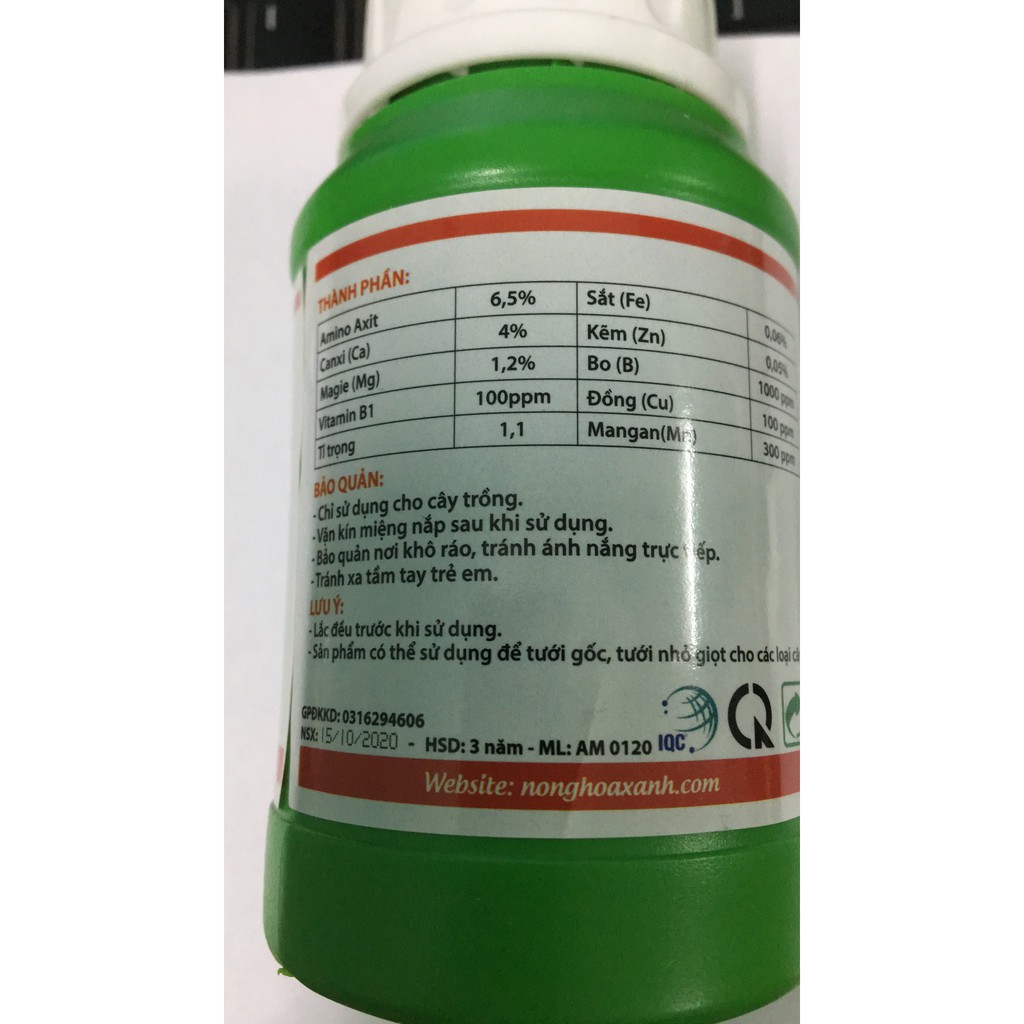 THÀNH PHẦN:
Amino Axit 6,5% Sắt (Fe) 0,06%
Canxi (Ca) 4% Kẽm (Zn) 0,05%
Magie (Mg) 1,2% Bo (B) 1000 ppm
Vitamin B1 100ppm Đồng (Cu) 100 ppm
Tỉ trọng 1,1 Mangan(Mn) 300 ppm
BẢO QUẢN:
- Chỉ sử dụng cho cây trồng.
- Vặn kín miệng nắp sau khi sử dụng.
- Bảo quản nơi khô ráo, tránh ánh nắng trực tiếp.
- Tránh xa tầm tay trẻ em.
LƯU Ý:
- Lắc đều trước khi sử dụng.
- Sản phẩm có thể sử dụng để tưới gốc, tưới nhỏ giọt cho các loại
GPĐKKD: 0316294606
NSX: 15/10/2020 - HSD: 3 năm - ML: AM 0120 IQC
Website: nonghoaxanh.com